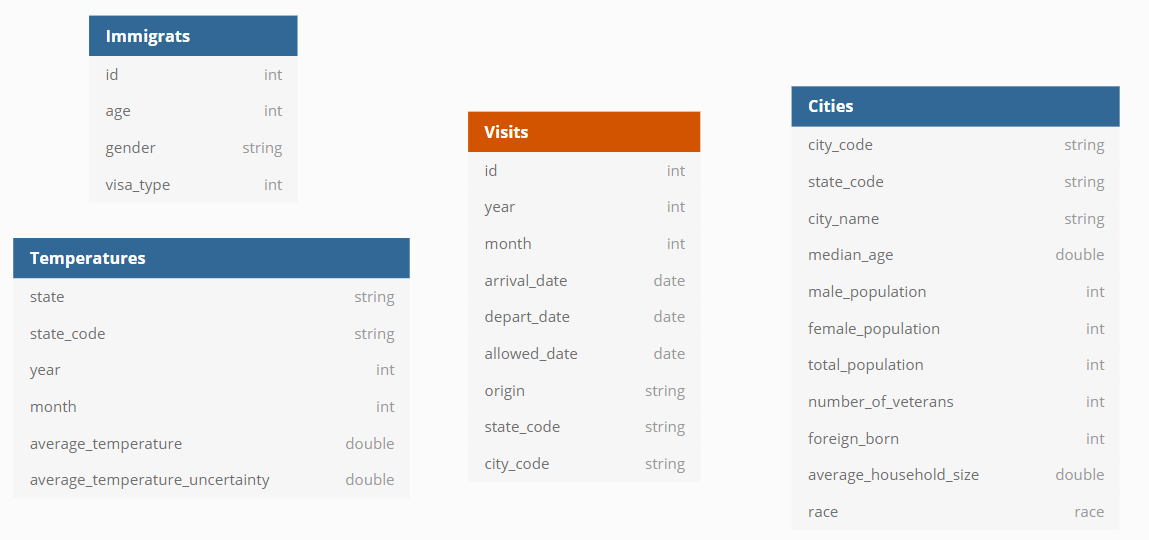 Immigrats
id int
age int
gender string
visa_type int
Temperatures
state string
state_code string
year int
month int
average_temperature double
average_temperature_uncertainty double
Visits
id int
year int
month int
arrival_date date
depart_date date
allowed_date date
origin string
state_code string
city_code string
Cities
city_code string
state_code string
city_name string
median_age double
male_population int
female_population int
total_population int
number_of_veterans int
foreign_born int
average_household_size double
race race